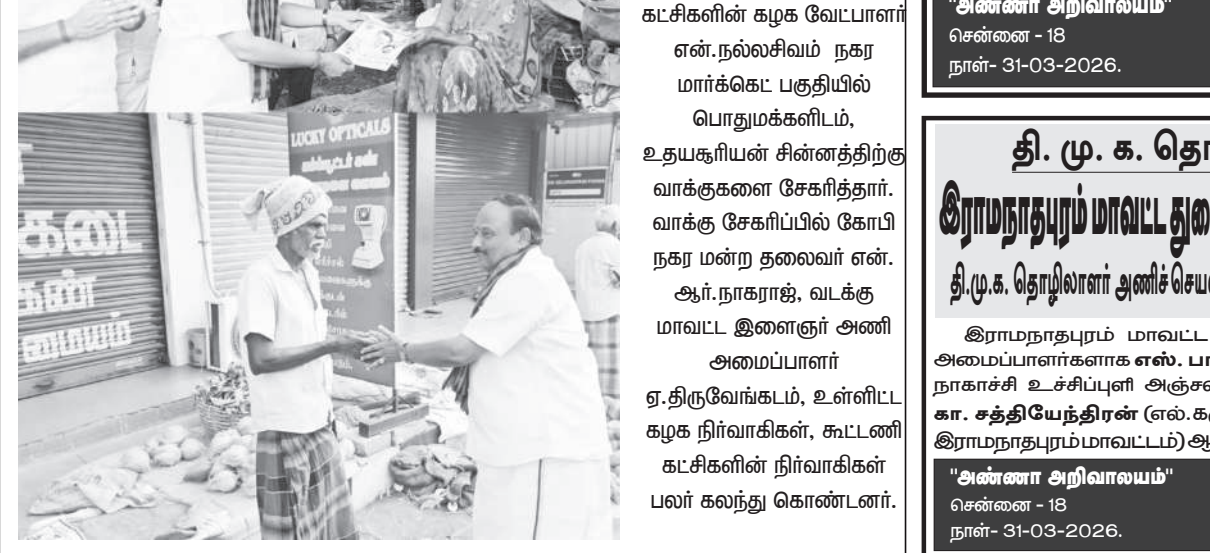 கட்சிகளின் கழக வேட்பாளர்
என்.நல்லசிவம் நகர
மார்க்கெட் பகுதியில்
பொதுமக்களிடம்,
உதயசூரியன் சின்னத்திற்கு
வாக்குகளை சேகரித்தார்.
வாக்கு சேகரிப்பில் கோபி
நகர மன்ற தலைவர் என்.
ஆர்.நாகராஜ், வடக்கு
மாவட்ட இளைஞர் அணி
அமைப்பாளர்
ஏ.திருவேங்கடம், உள்ளிட்ட
கழக நிர்வாகிகள், கூட்டணி
கட்சிகளின் நிர்வாகிகள்
பலர் கலந்து கொண்டனர்.
"அண்ணா அறிவாலயம்"
சென்னை - 18
நாள்- 31-03-2026.
தி. மு. க. தொ
இராமநாதபுரம் மாவட்ட துணை
தி.மு.க. தொழிலாளர் அணிச் செய
இராமநாதபுரம் மாவட்ட
அமைப்பாளர்களாக எஸ். பா
நாகாச்சி உச்சிப்புளி அஞ்ச
கா. சத்தியேந்திரன் (எல்.க
இராமநாதபுரம்மாவட்டம்)ஆ
"அண்ணா அறிவாலயம்"
சென்னை - 18
நாள்- 31-03-2026.
LUCKY OPTICALS